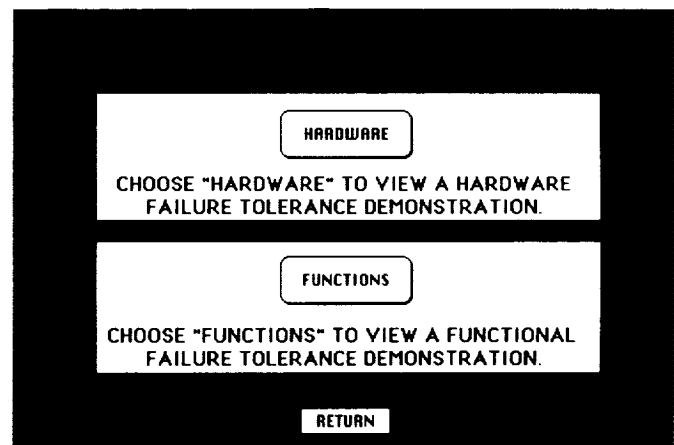 HARDWARE
CHOOSE "HARDWARE" TO VIEW A HARDWARE
FAILURE TOLERANCE DEMONSTRATION.
FUNCTIONS
CHOOSE "FUNCTIONS" TO VIEW A FUNCTIONAL
FAILURE TOLERANCE DEMONSTRATION.
RETURN